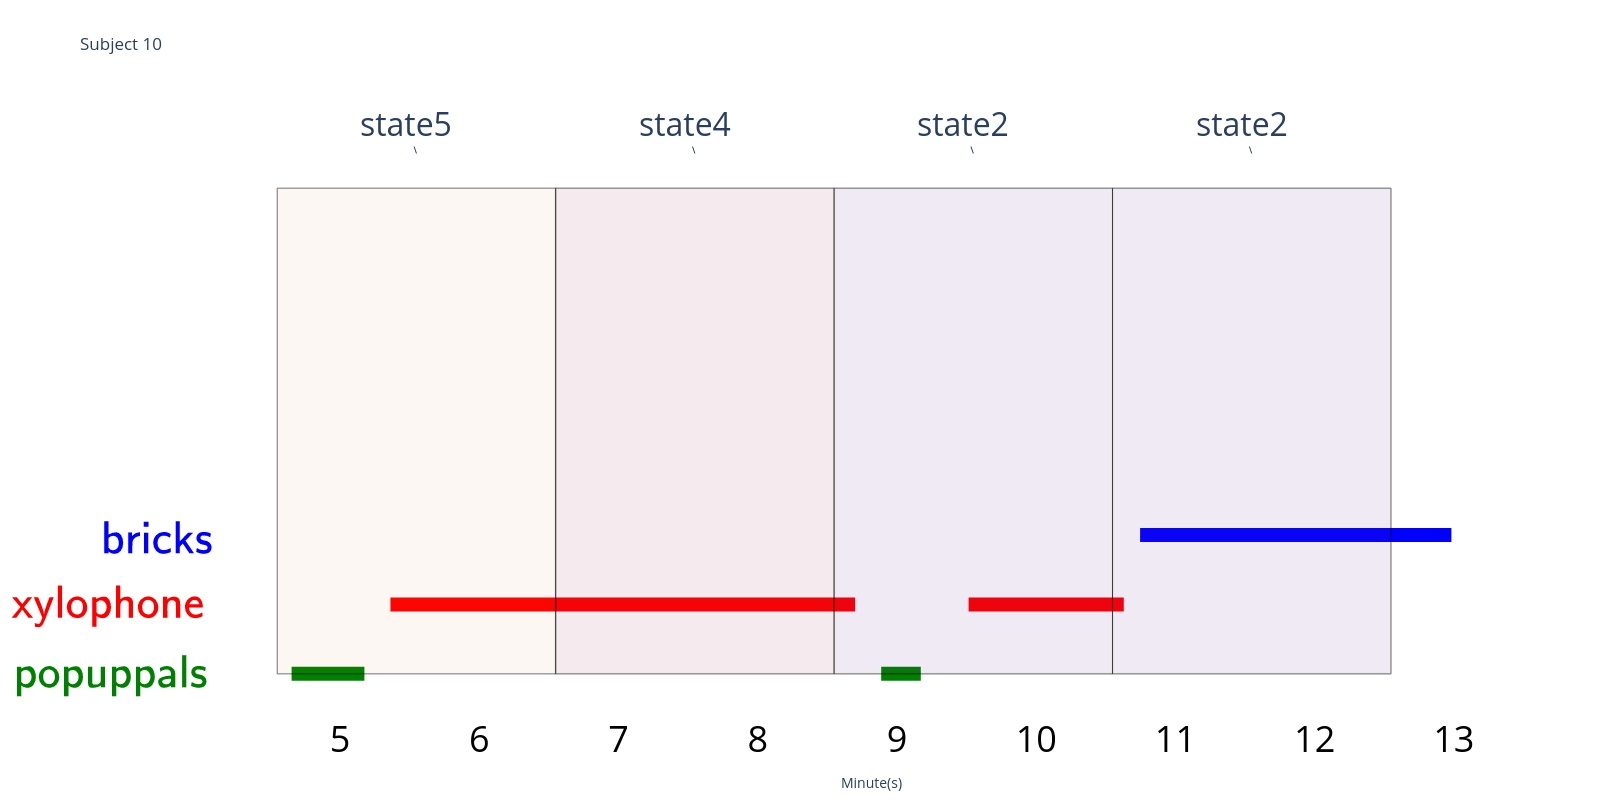 Subject 10
state5 state4 state2 state2
bricks
xylophone
popuppals
5 6 7 8 9 10 11 12 13
Minute(s)